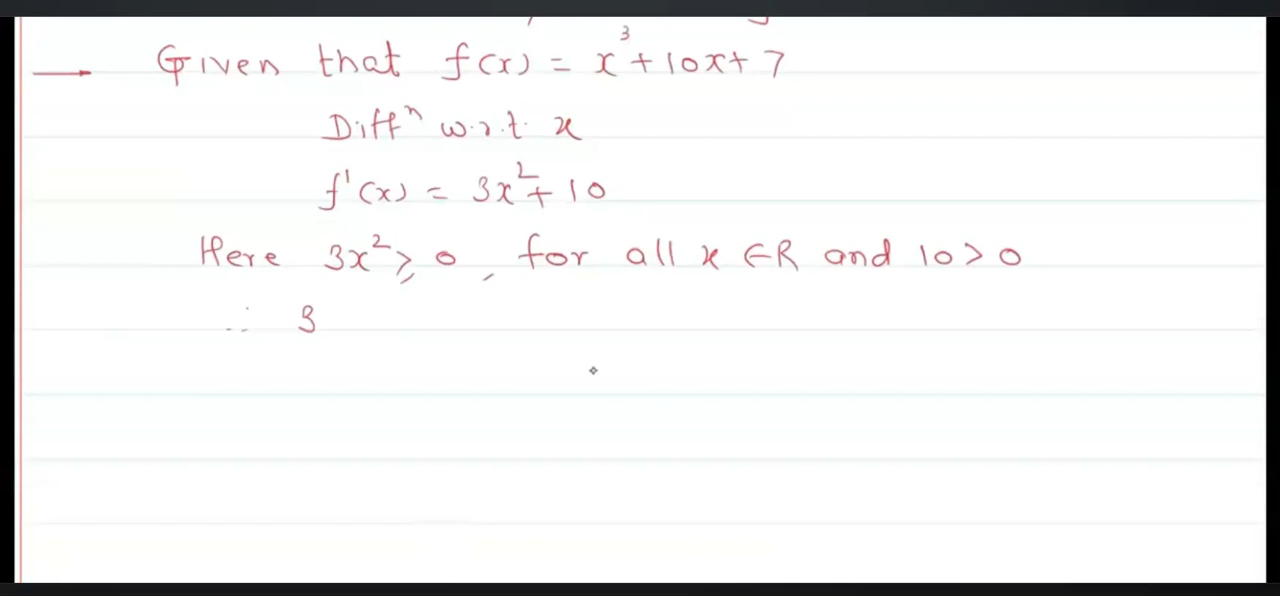 Given that f(x) = x³ + 10x + 7
Diffⁿ w.r.t. x
f'(x) = 3x² + 10
Here 3x² ≥ 0, for all x ∈ R and 10 > 0
∴ 3